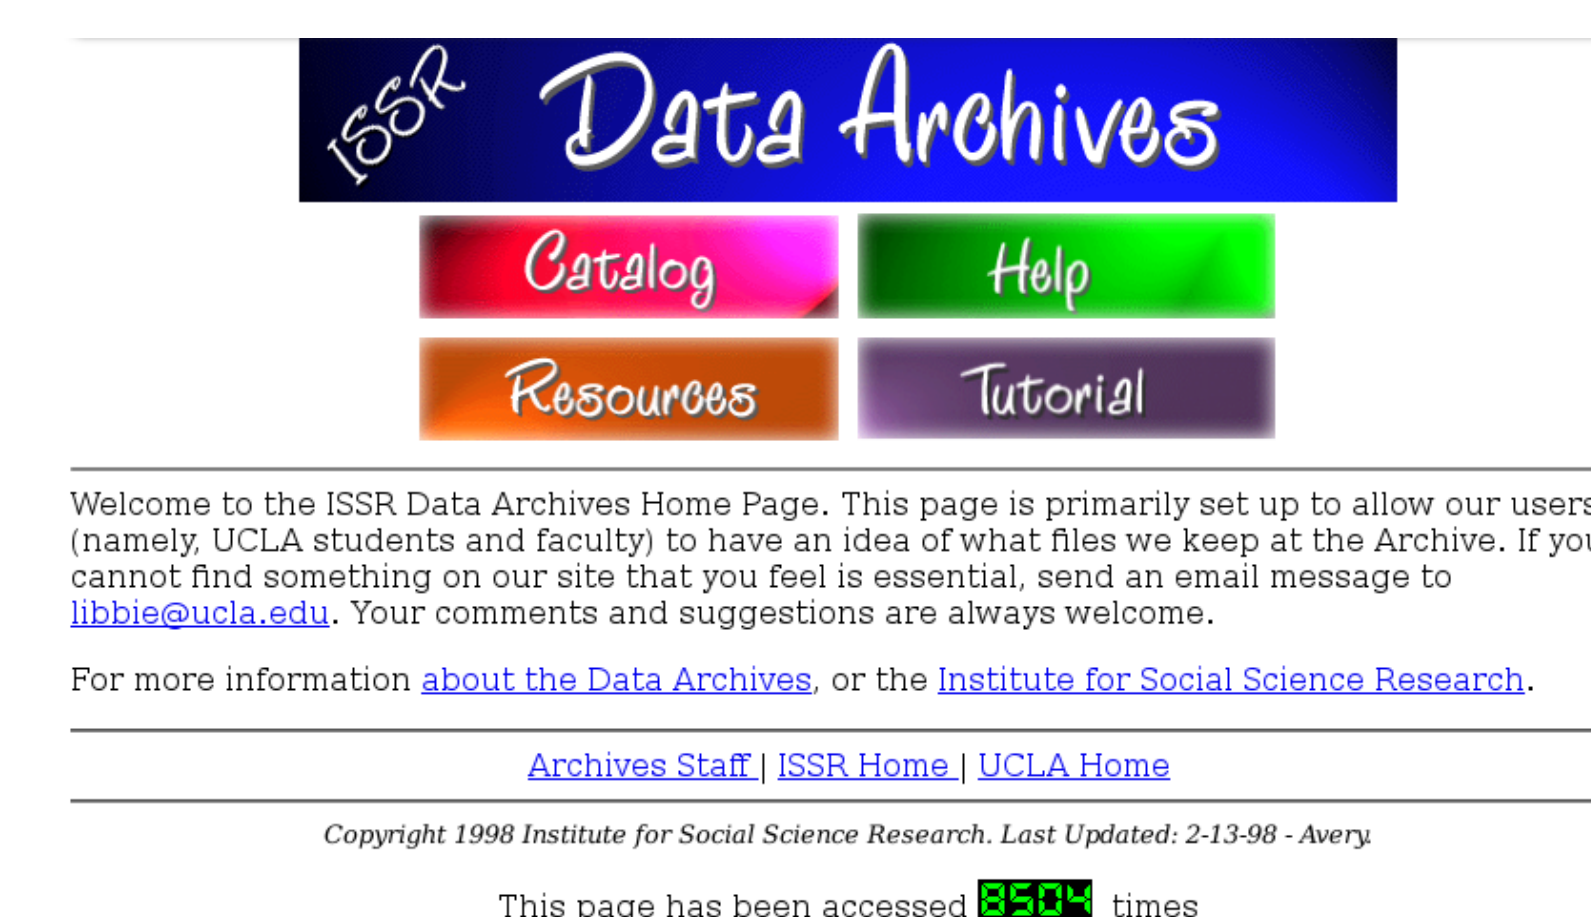 ISSR Data Archives
Catalog Help
Resources Tutorial
Welcome to the ISSR Data Archives Home Page. This page is primarily set up to allow our users
(namely, UCLA students and faculty) to have an idea of what files we keep at the Archive. If you
cannot find something on our site that you feel is essential, send an email message to
libbie@ucla.edu. Your comments and suggestions are always welcome.
For more information about the Data Archives, or the Institute for Social Science Research.
Archives Staff | ISSR Home | UCLA Home
Copyright 1998 Institute for Social Science Research. Last Updated: 2-13-98 - Avery.
This page has been accessed 8504 times